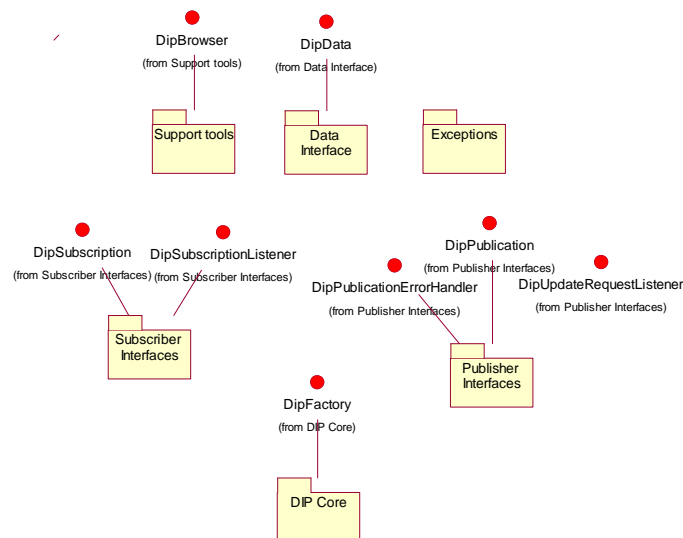 DipBrowser
(from Support tools)
DipData
(from Data Interface)
Support tools
Data
Interface
Exceptions
DipSubscription
(from Subscriber Interfaces)
DipSubscriptionListener
(from Subscriber Interfaces)
DipPublication
(from Publisher Interfaces)
DipPublicationErrorHandler
(from Publisher Interfaces)
DipUpdateRequestListener
(from Publisher Interfaces)
Subscriber
Interfaces
Publisher
Interfaces
DipFactory
(from DIP Core)
DIP Core